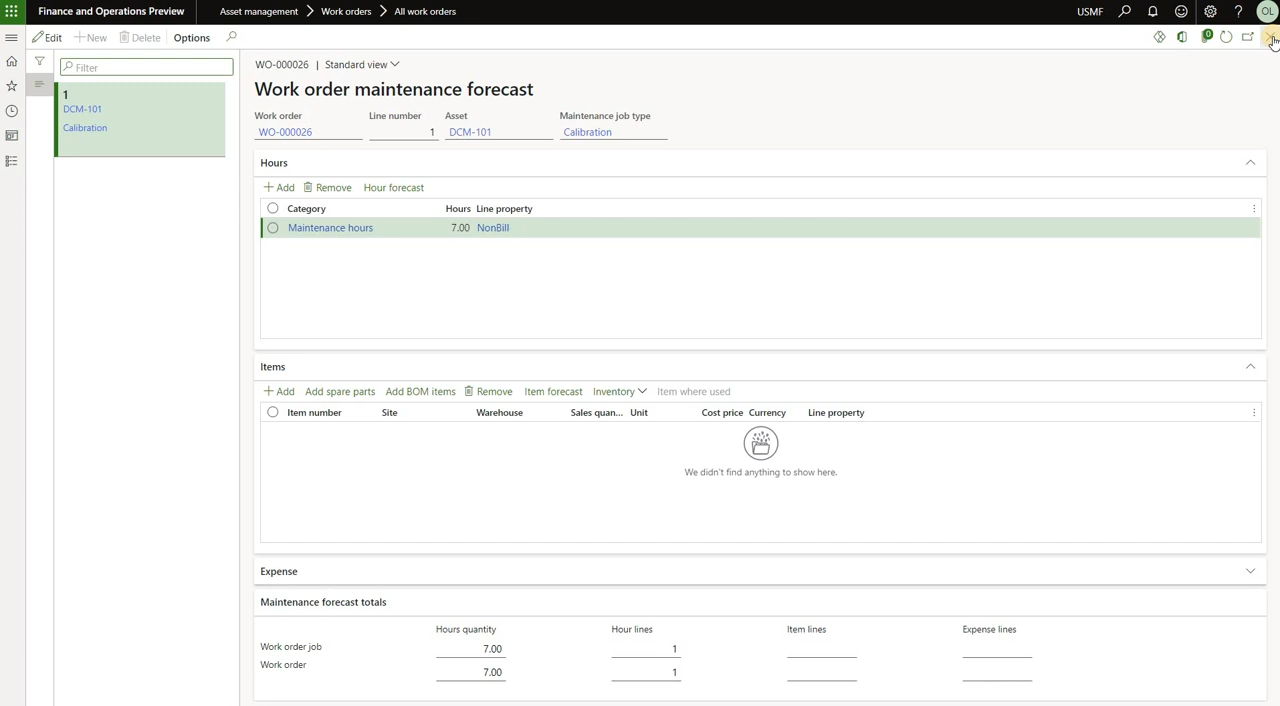 Finance and Operations Preview
Asset management > Work orders > All work orders
USMF
? OL
Edit New Delete Options
0
Filter
1
DCM-101
Calibration
WO-000026 | Standard view
Work order maintenance forecast
Work order Line number Asset Maintenance job type
WO-000026 1 DCM-101 Calibration
Hours
+ Add Remove Hour forecast
Category Hours Line property
Maintenance hours 7.00 NonBill
Items
+ Add Add spare parts Add BOM items Remove Item forecast Inventory Item where used
Item number Site Warehouse Sales quan... Unit Cost price Currency Line property
We didn't find anything to show here.
Expense
Maintenance forecast totals
Hours quantity Hour lines Item lines Expense lines
Work order job 7.00 1
Work order 7.00 1